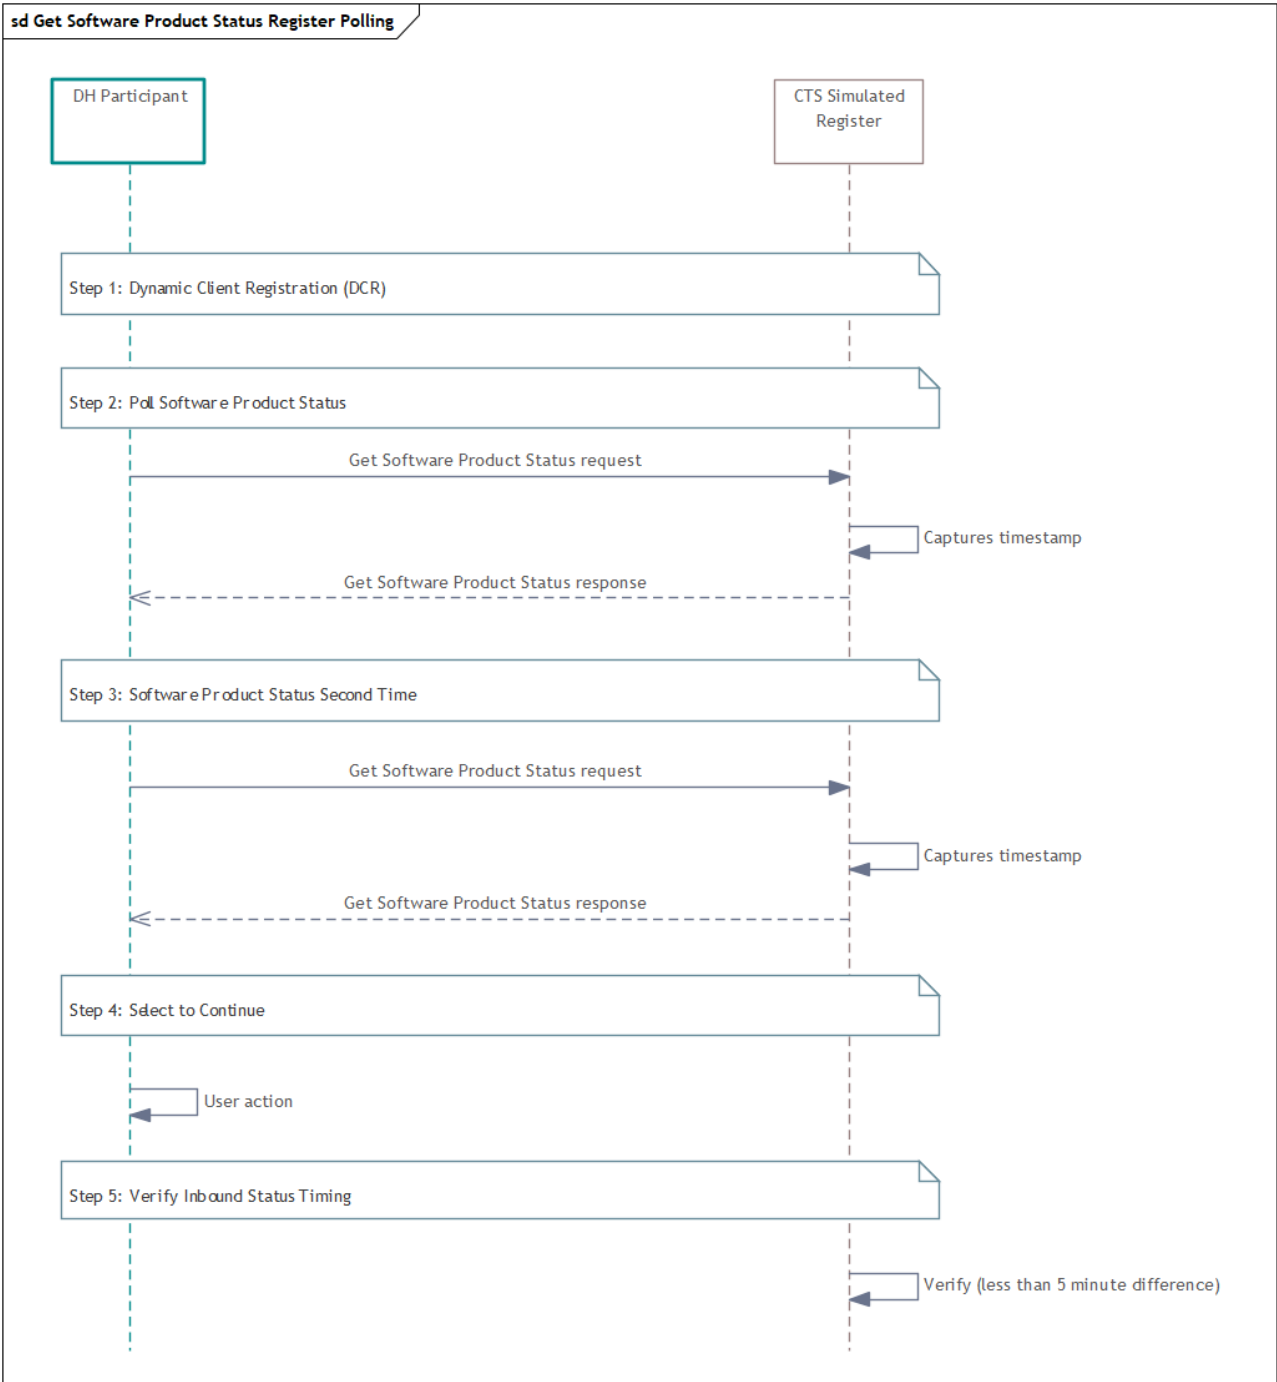 sd Get Software Product Status Register Polling
DH Participant
CTS Simulated
Register
Step 1: Dynamic Client Registration (DCR)
Step 2: Poll Software Product Status
Get Software Product Status request
Captures timestamp
Get Software Product Status response
Step 3: Software Product Status Second Time
Get Software Product Status request
Captures timestamp
Get Software Product Status response
Step 4: Select to Continue
User action
Step 5: Verify Inbound Status Timing
Verify (less than 5 minute difference)